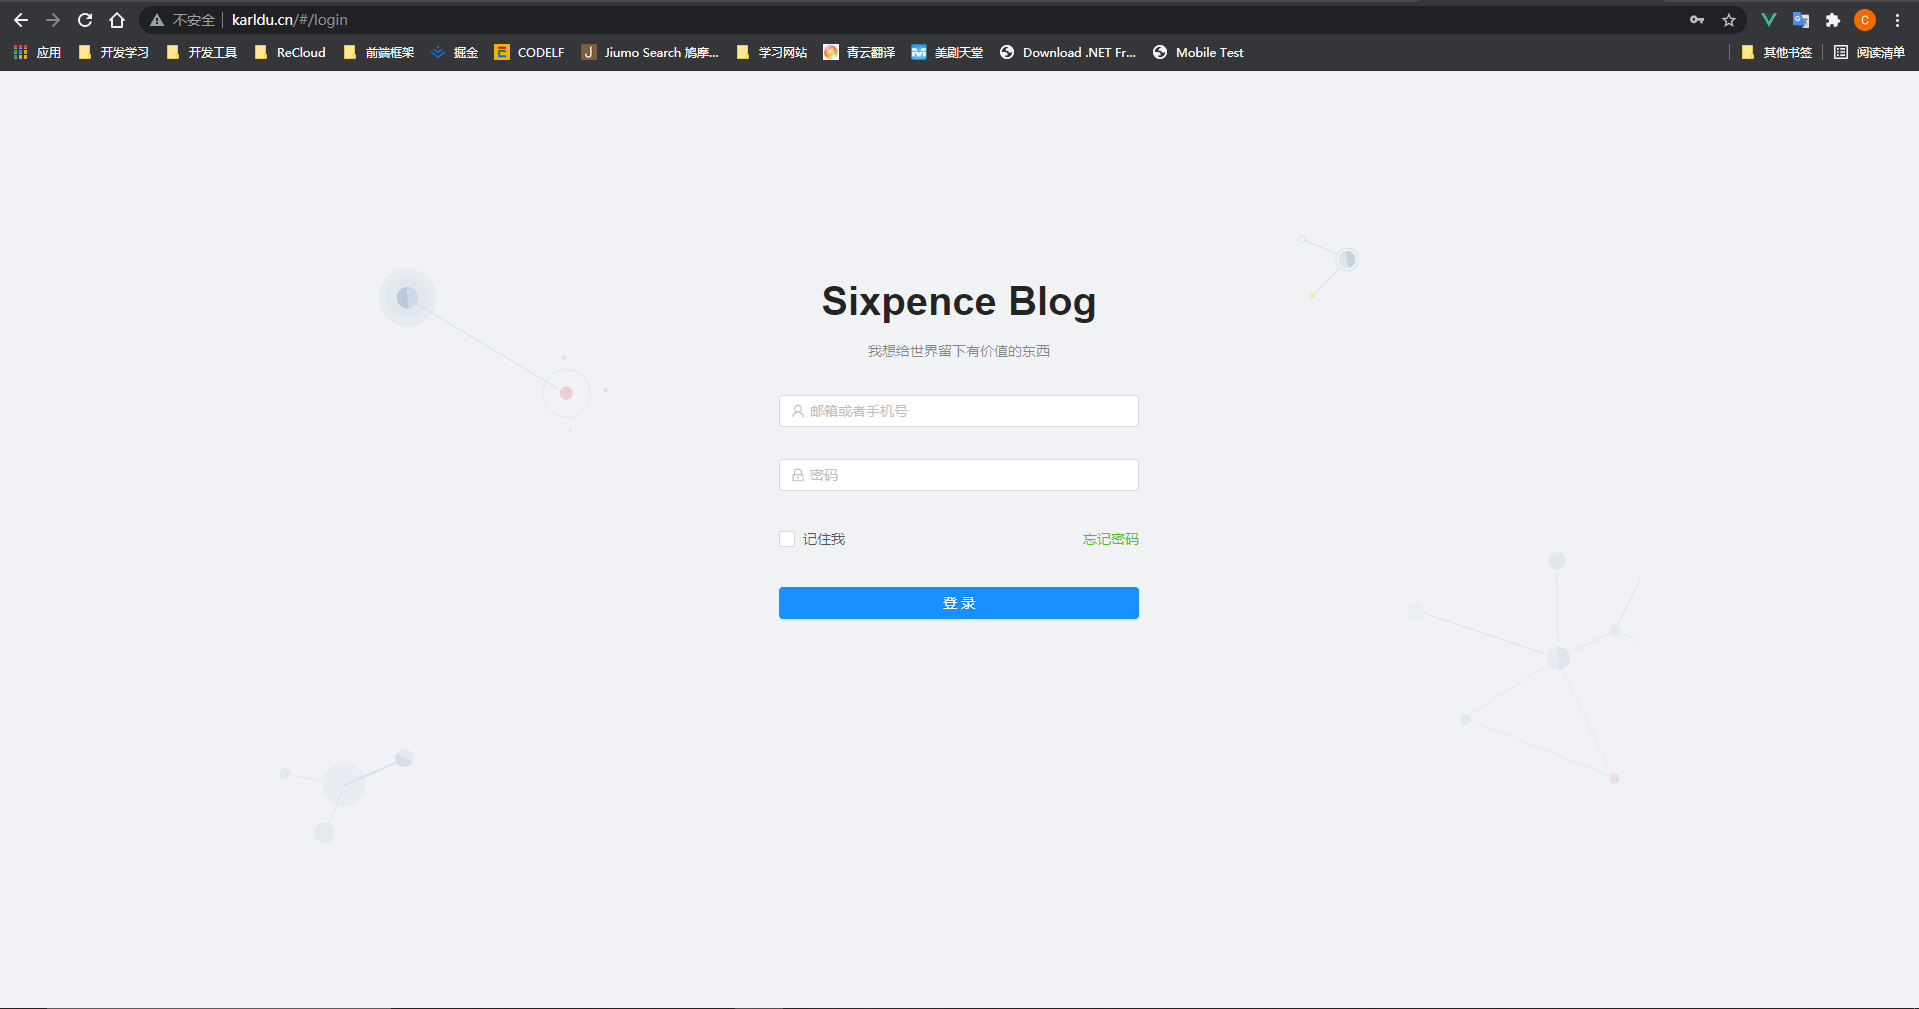 不安全 karldu.cn/#/login C
应用 开发学习 开发工具 ReCloud 前端框架 掘金 CODELF J Jiumo Search 鸠摩... 学习网站 青云翻译 美剧天堂 Download .NET Fr... Mobile Test 其他书签 阅读清单
Sixpence Blog
我想给世界留下有价值的东西
邮箱或者手机号
密码
记住我 忘记密码
登 录